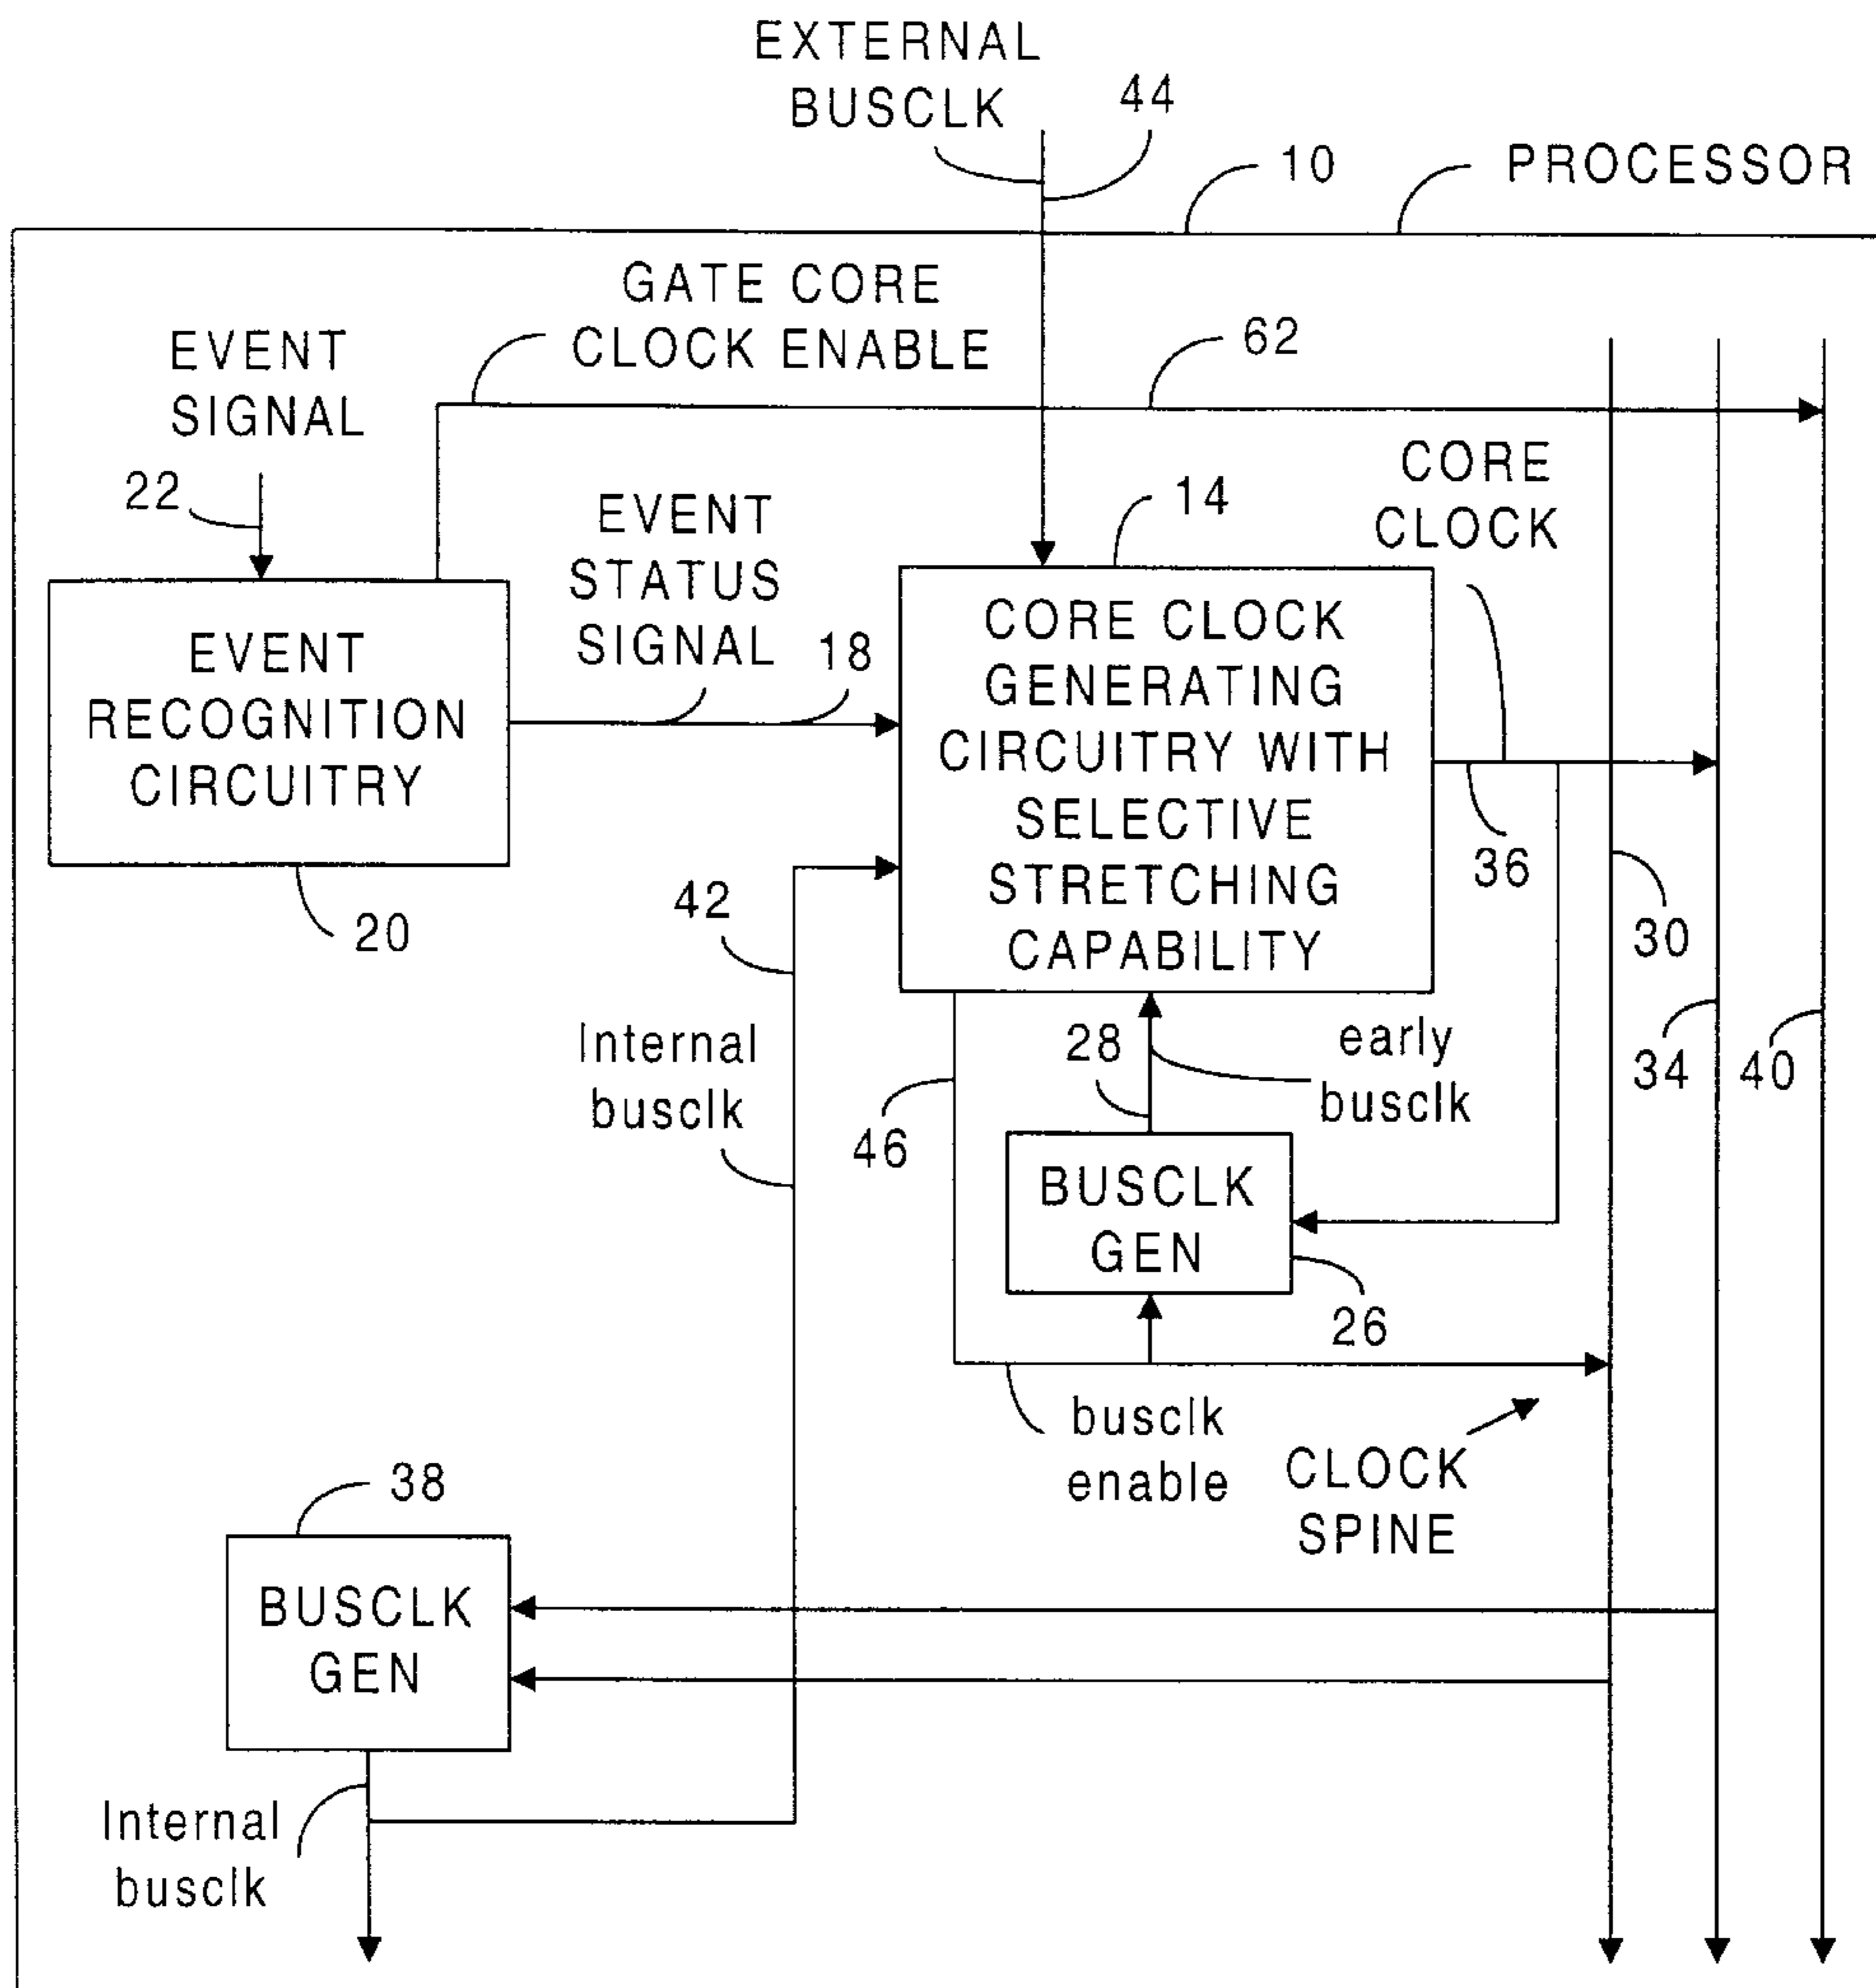 EXTERNAL
BUSCLK
44
10
PROCESSOR
GATE CORE
CLOCK ENABLE
62
EVENT
SIGNAL
22
CORE
CLOCK
EVENT
STATUS
SIGNAL
18
14
EVENT
RECOGNITION
CIRCUITRY
20
CORE CLOCK
GENERATING
CIRCUITRY WITH
SELECTIVE
STRETCHING
CAPABILITY
36
30
34
40
42
Internal
busclk
46
28
early
busclk
BUSCLK
GEN
26
busclk
enable
CLOCK
SPINE
38
BUSCLK
GEN
Internal
busclk